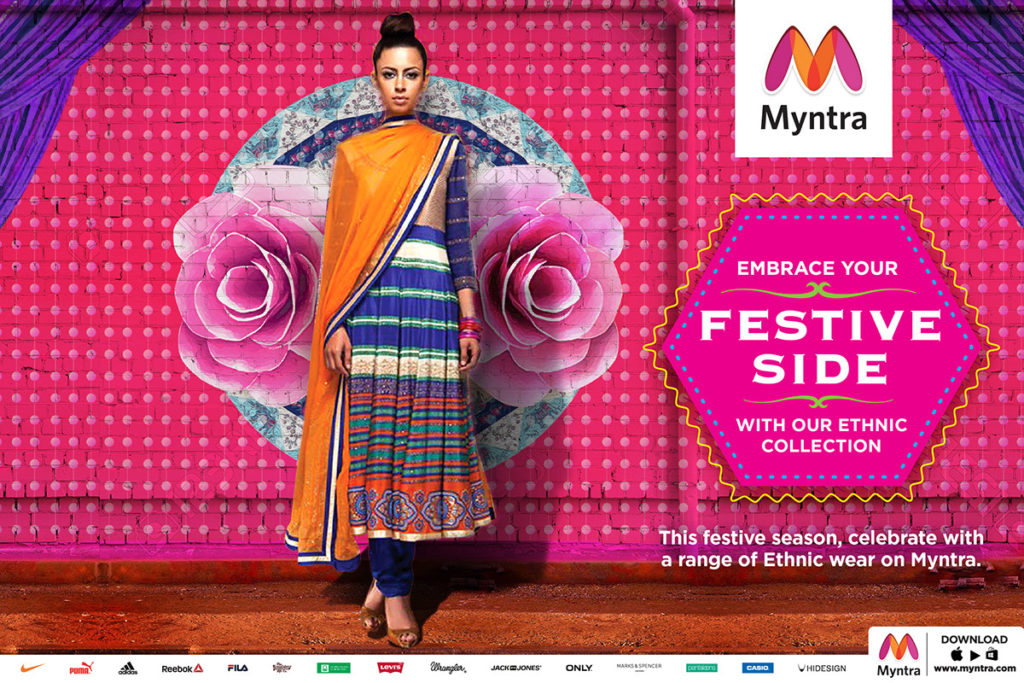 Myntra
EMBRACE YOUR
FESTIVE
SIDE
WITH OUR ETHNIC
COLLECTION
This festive season, celebrate with
a range of Ethnic wear on Myntra.
PUMA
adidas
Reebok
FILA
LEVI'S
Wrangler
JACK & JONES
ONLY
MARKS & SPENCER
pantaloons
CASIO
HIDESIGN
Myntra
DOWNLOAD
www.myntra.com